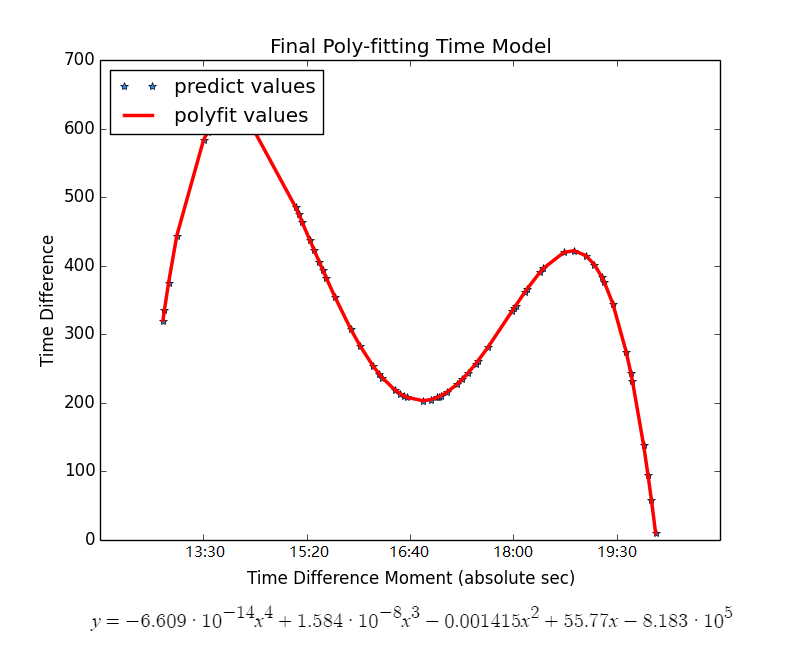 Final Poly-fitting Time Model
700
600
500
400
300
200
100
0
predict values
polyfit values
Time Difference
13:30 15:20 16:40 18:00 19:30
Time Difference Moment (absolute sec)
y = −6.609 · 10^−14 x^4 + 1.584 · 10^−8 x^3 − 0.001415x^2 + 55.77x − 8.183 · 10^5